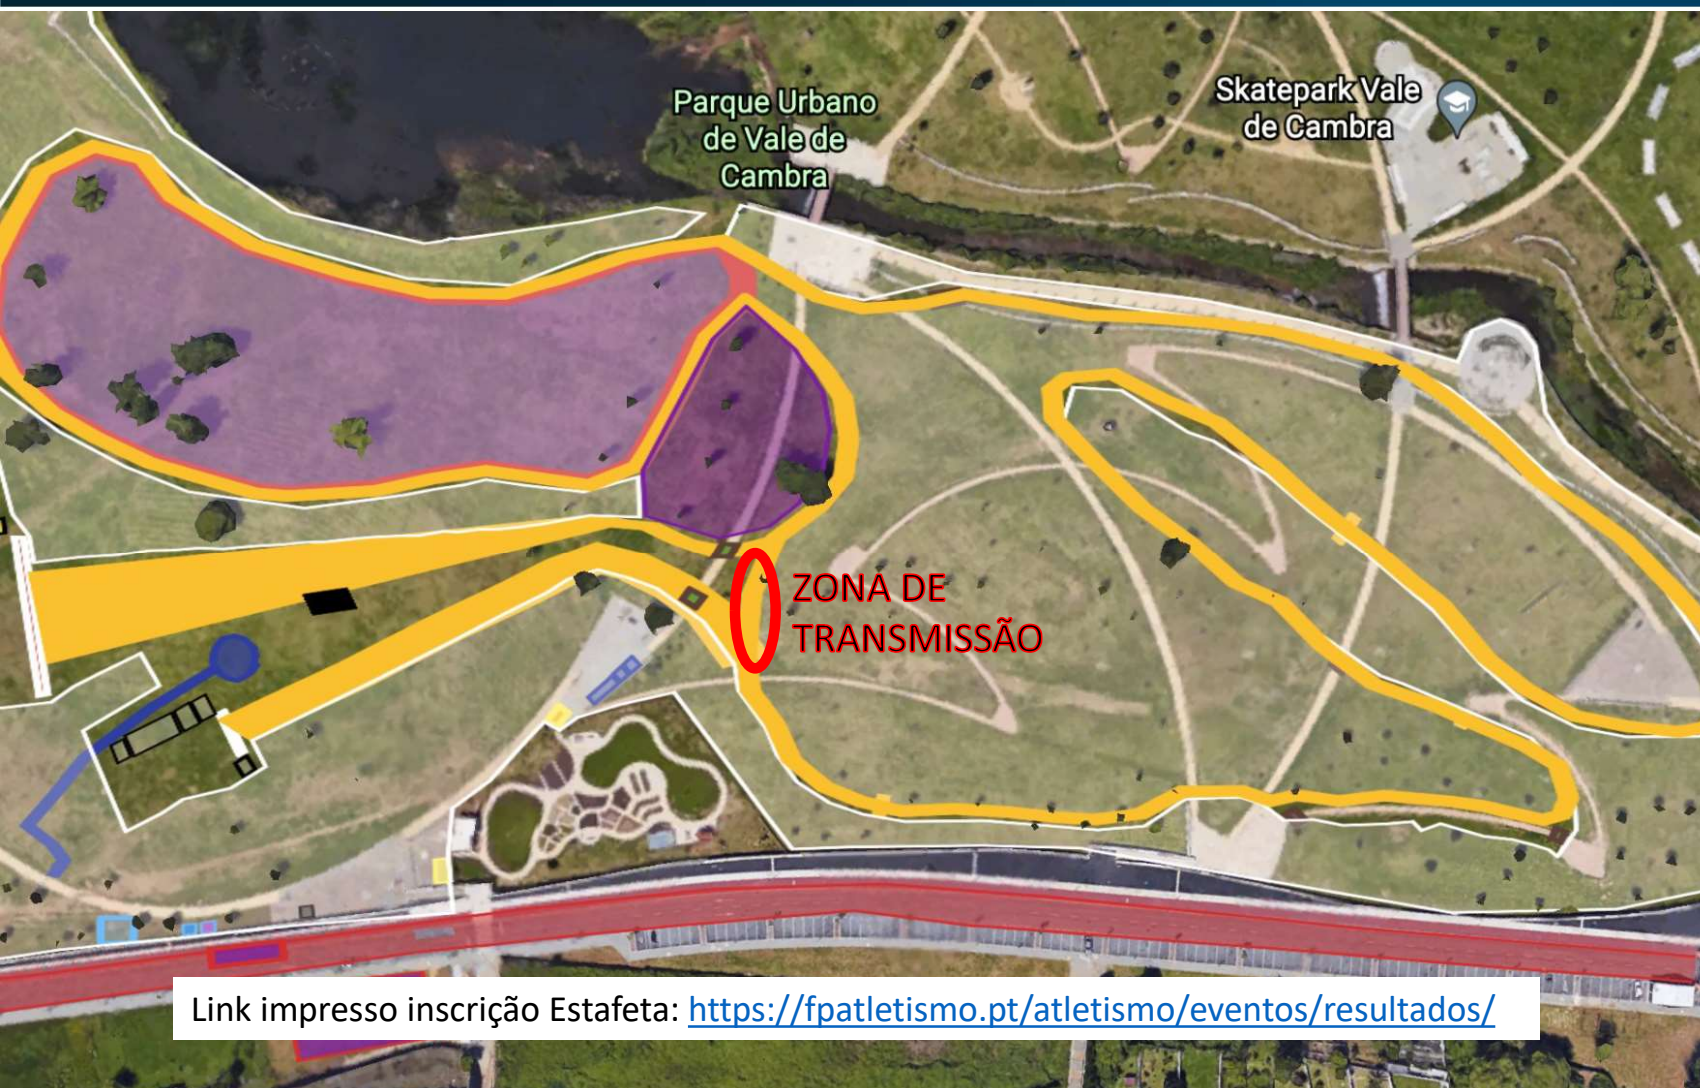 Parque Urbano
de Vale de
Cambra
Skatepark Vale
de Cambra
ZONA DE
TRANSMISSÃO
Link impresso inscrição Estafeta: https://fpatletismo.pt/atletismo/eventos/resultados/